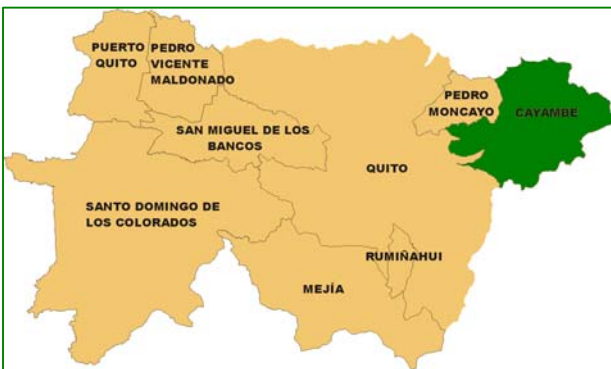 PUERTO
QUITO
PEDRO
VICENTE
MALDONADO
PEDRO
MONCAYO
CAYAMBE
SAN MIGUEL DE LOS
BANCOS
QUITO
SANTO DOMINGO DE
LOS COLORADOS
RUMIÑAHUI
MEJÍA